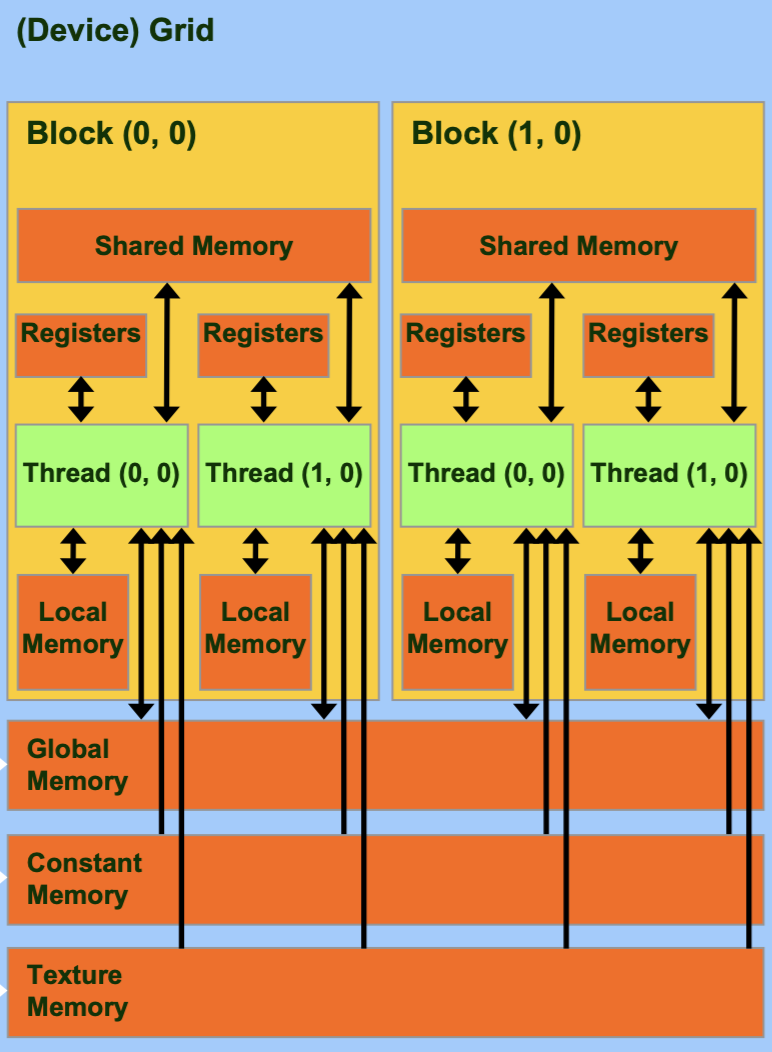 (Device) Grid
Block (0, 0)
Block (1, 0)
Shared Memory
Shared Memory
Registers
Registers
Registers
Registers
Thread (0, 0)
Thread (1, 0)
Thread (0, 0)
Thread (1, 0)
Local
Memory
Local
Memory
Local
Memory
Local
Memory
Global
Memory
Constant
Memory
Texture
Memory